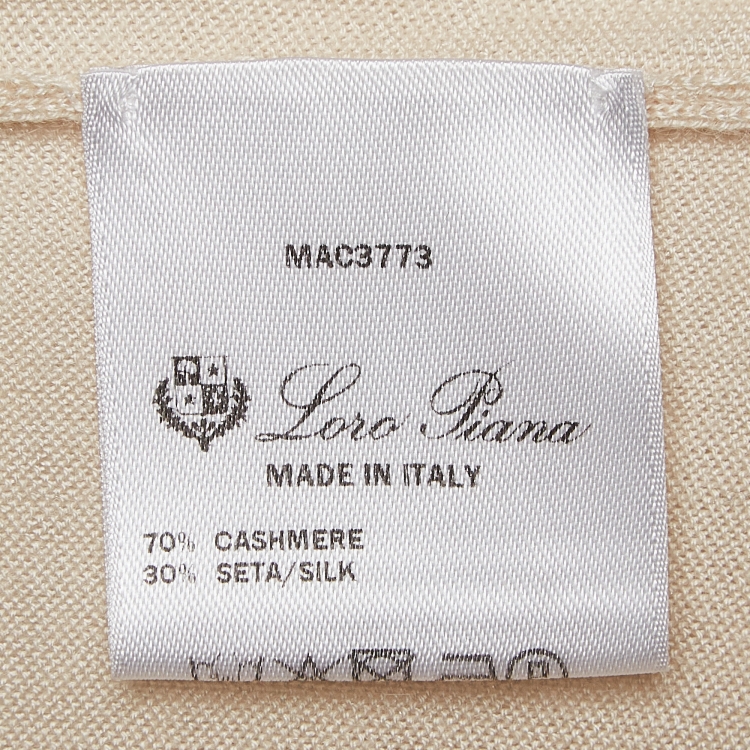 MAC3773
Loro Piana
MADE IN ITALY
70% CASHMERE
30% SETA/SILK